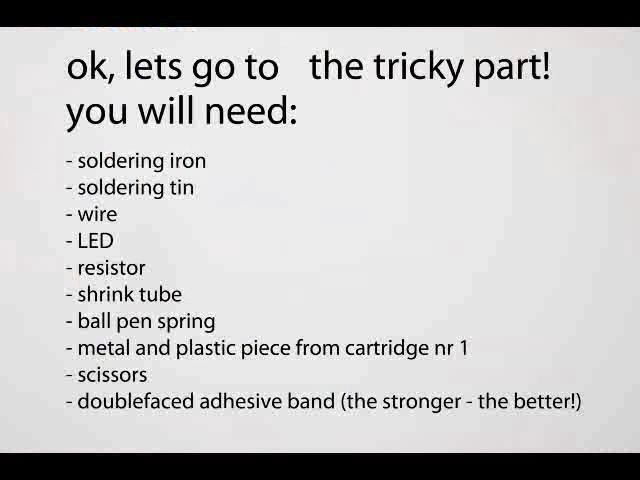 ok, lets go to the tricky part!
you will need:
- soldering iron
- soldering tin
- wire
- LED
- resistor
- shrink tube
- ball pen spring
- metal and plastic piece from cartridge nr 1
- scissors
- doublefaced adhesive band (the stronger - the better!)